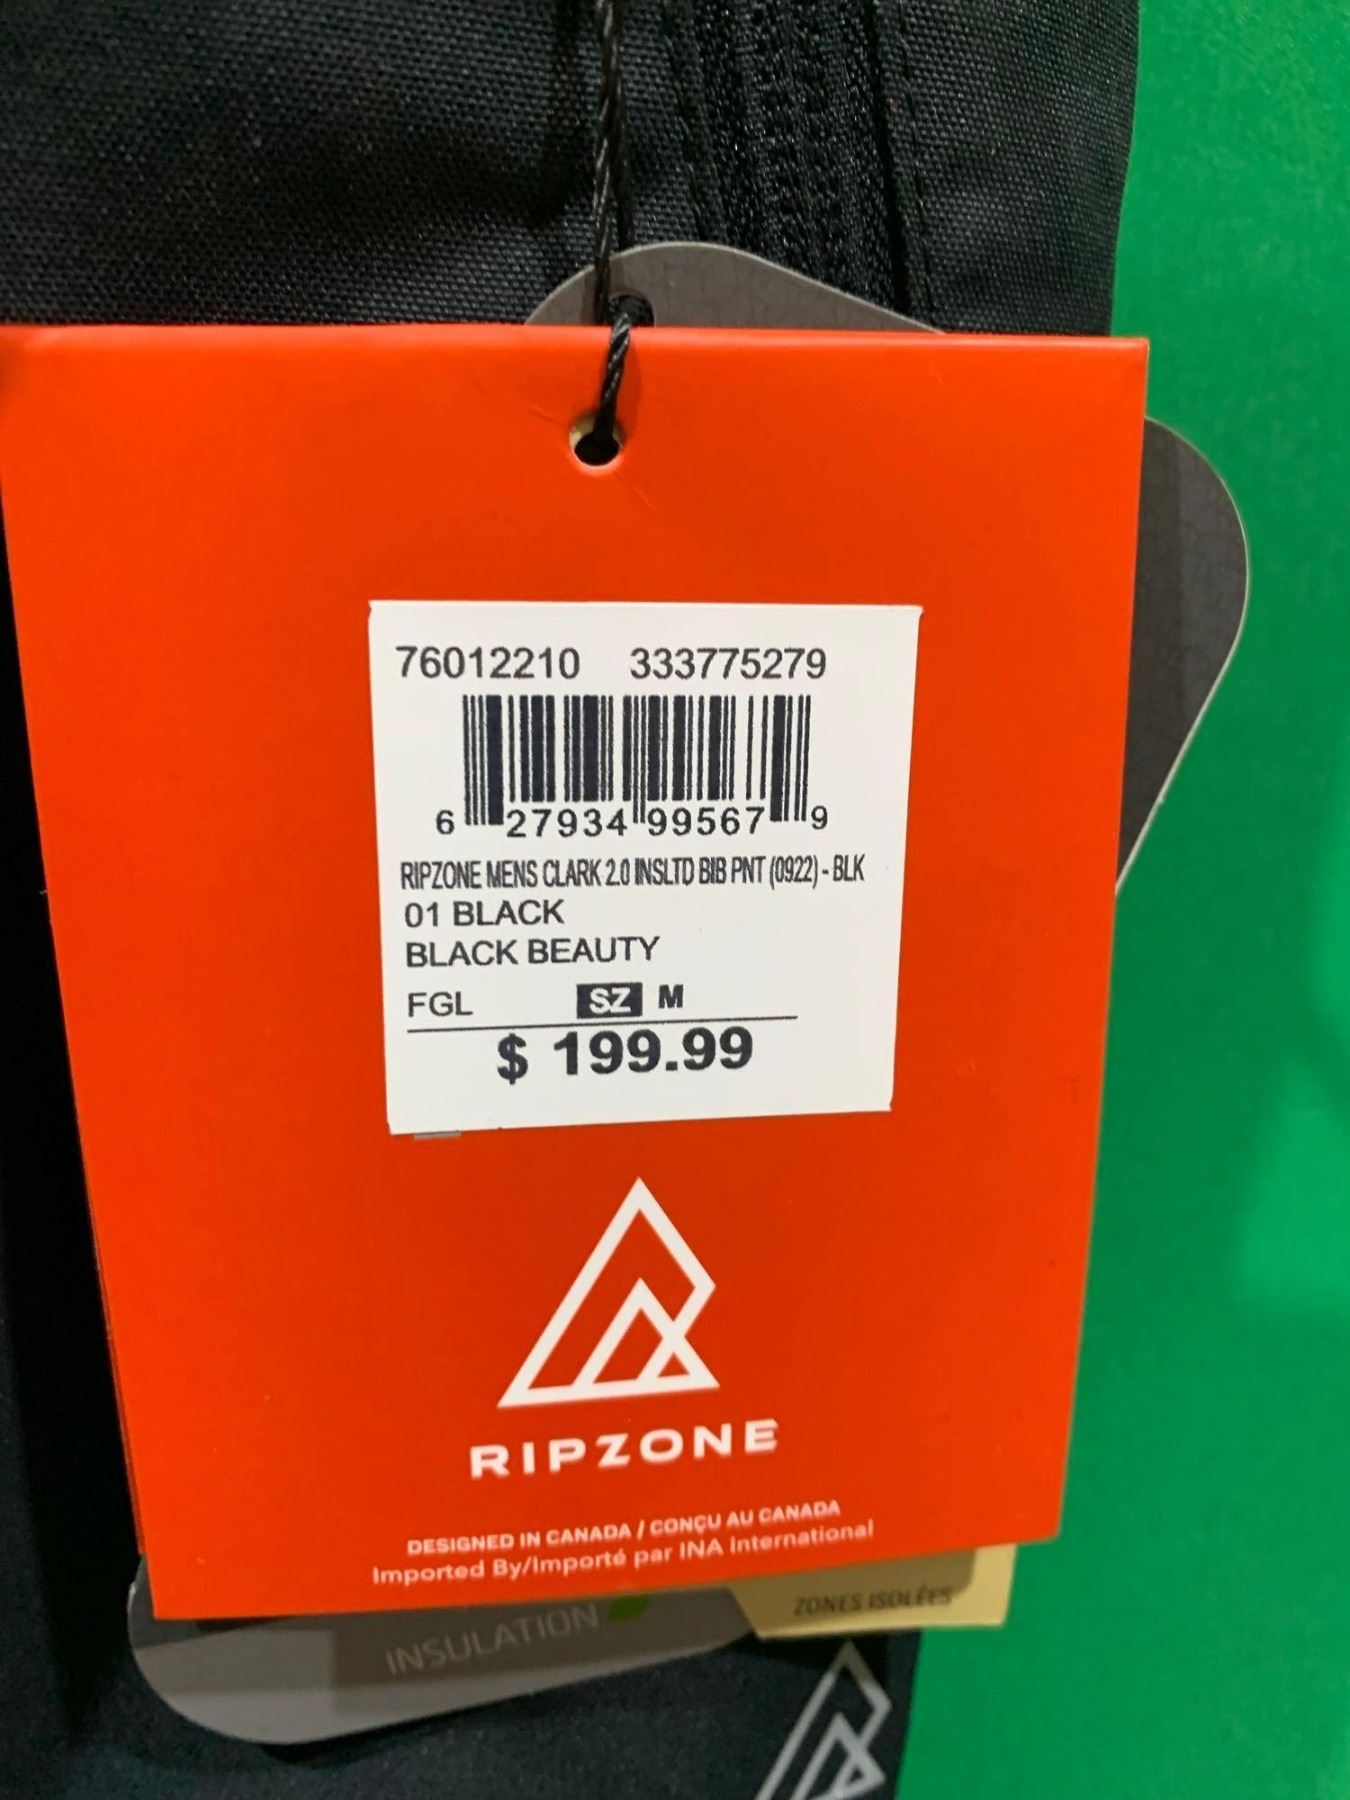 76012210 333775279
6 27934 99567 9
RIPZONE MENS CLARK 2.0 INSLTD BIB PNT (0922) - BLK
01 BLACK
BLACK BEAUTY
FGL SZ M
$ 199.99
RIPZONE
DESIGNED IN CANADA / CONÇU AU CANADA
Imported By/Importé par INA International
ZONES ISOLÉES
INSULATION